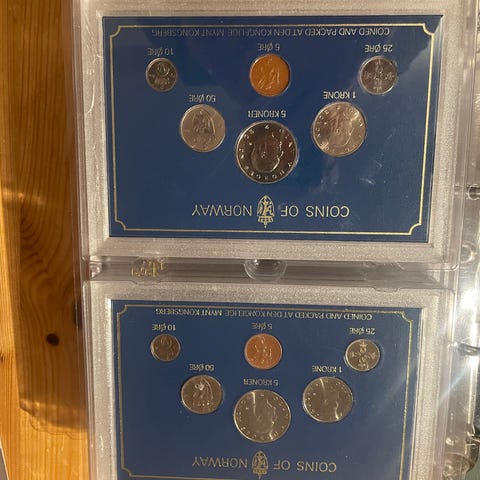 COINS OF NORWAY
1 KRONE
5 KRONER
50 ØRE
25 ØRE
5 ØRE
10 ØRE
COINED AND PACKED AT DEN KONGELIGE MYNT KONGSBERG
COINS OF NORWAY
1 KRONE
5 KRONER
50 ØRE
25 ØRE
5 ØRE
10 ØRE
COINED AND PACKED AT DEN KONGELIGE MYNT KONGSBERG